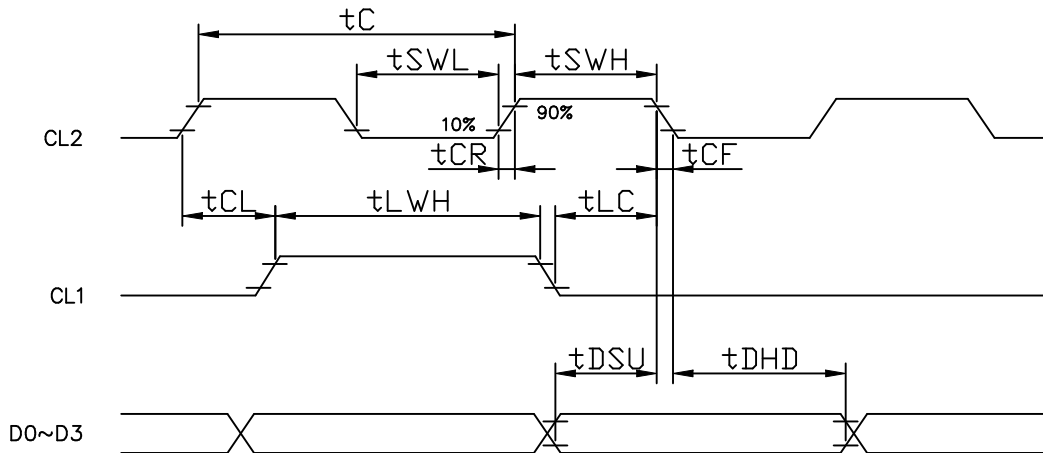 tC
tSWL tSWH
CL2 10% 90%
tCR tCF
tCL tLWH tLC
CL1
tDSU tDHD
D0~D3